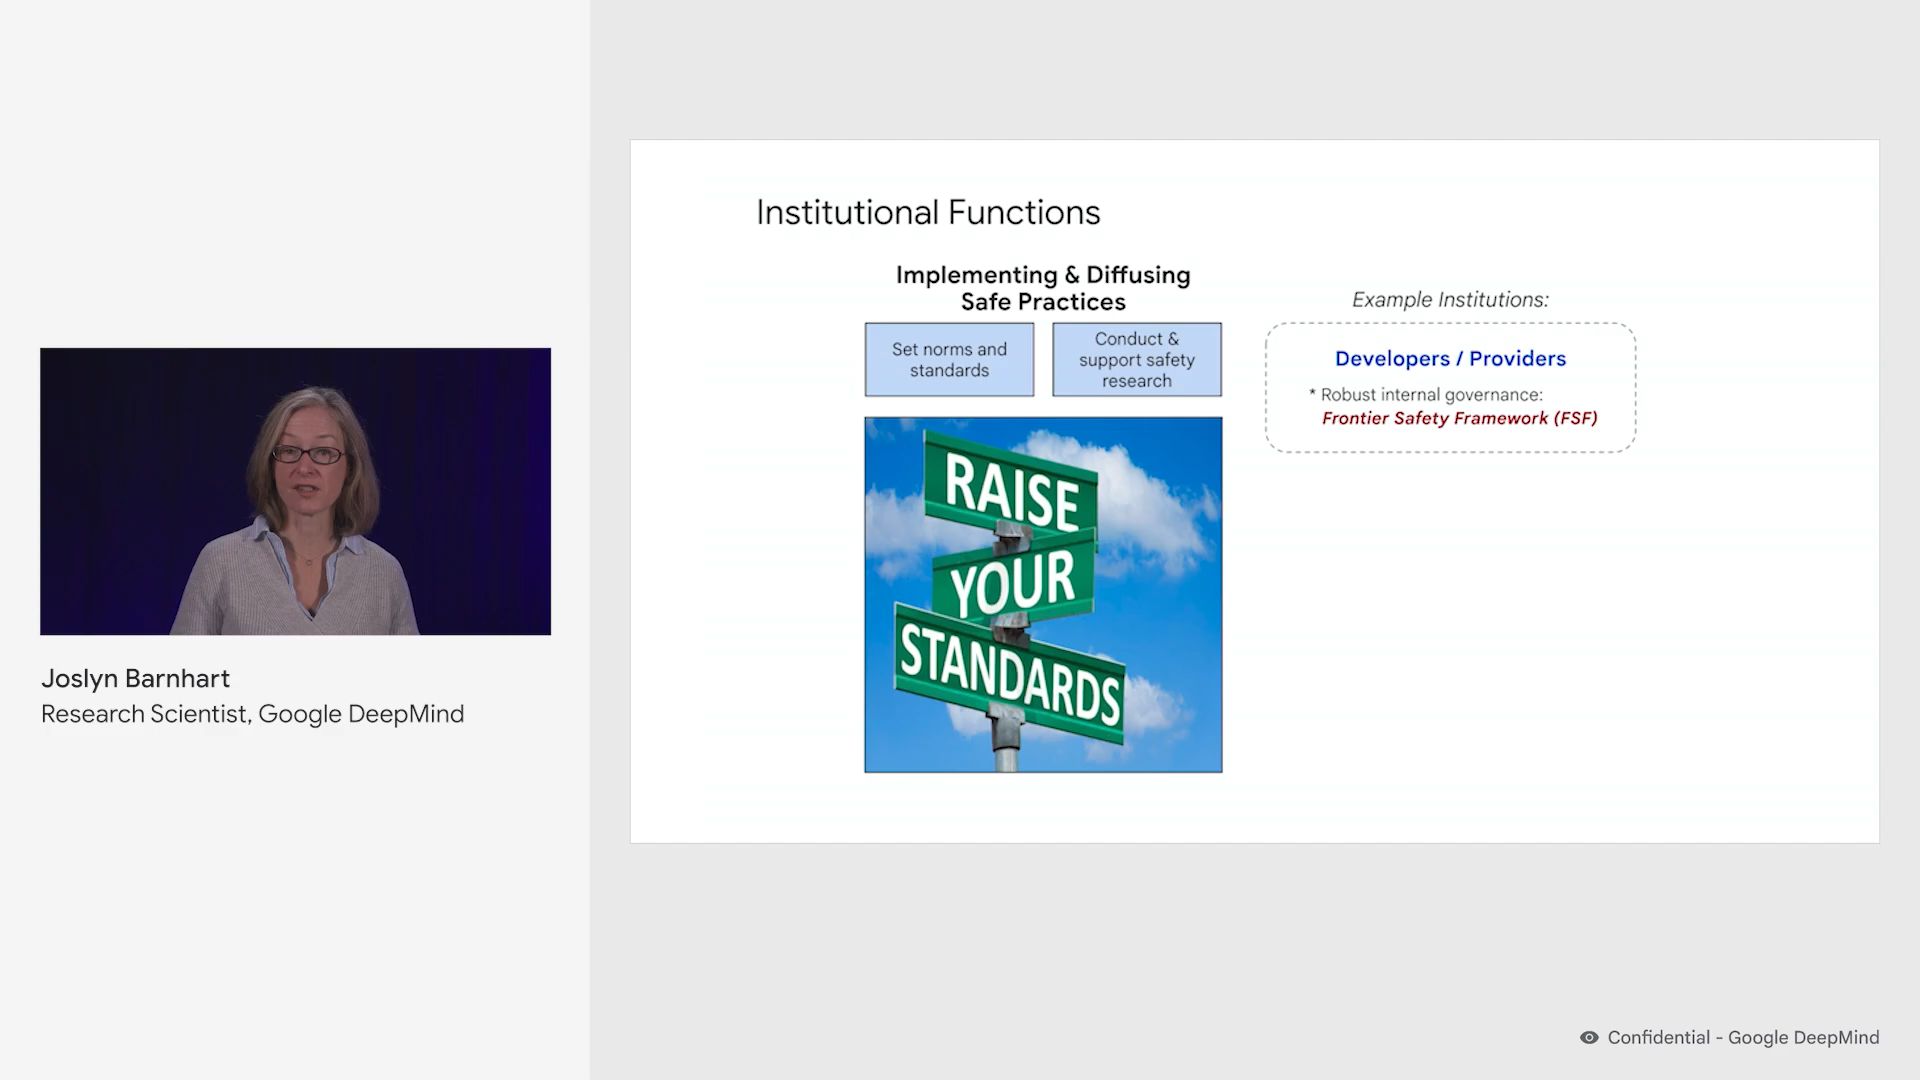 Institutional Functions
Implementing & Diffusing
Safe Practices
Set norms and
standards
Conduct &
support safety
research
Example Institutions:
Developers / Providers
* Robust internal governance:
Frontier Safety Framework (FSF)
RAISE
YOUR
STANDARDS
Joslyn Barnhart
Research Scientist, Google DeepMind
Confidential - Google DeepMind